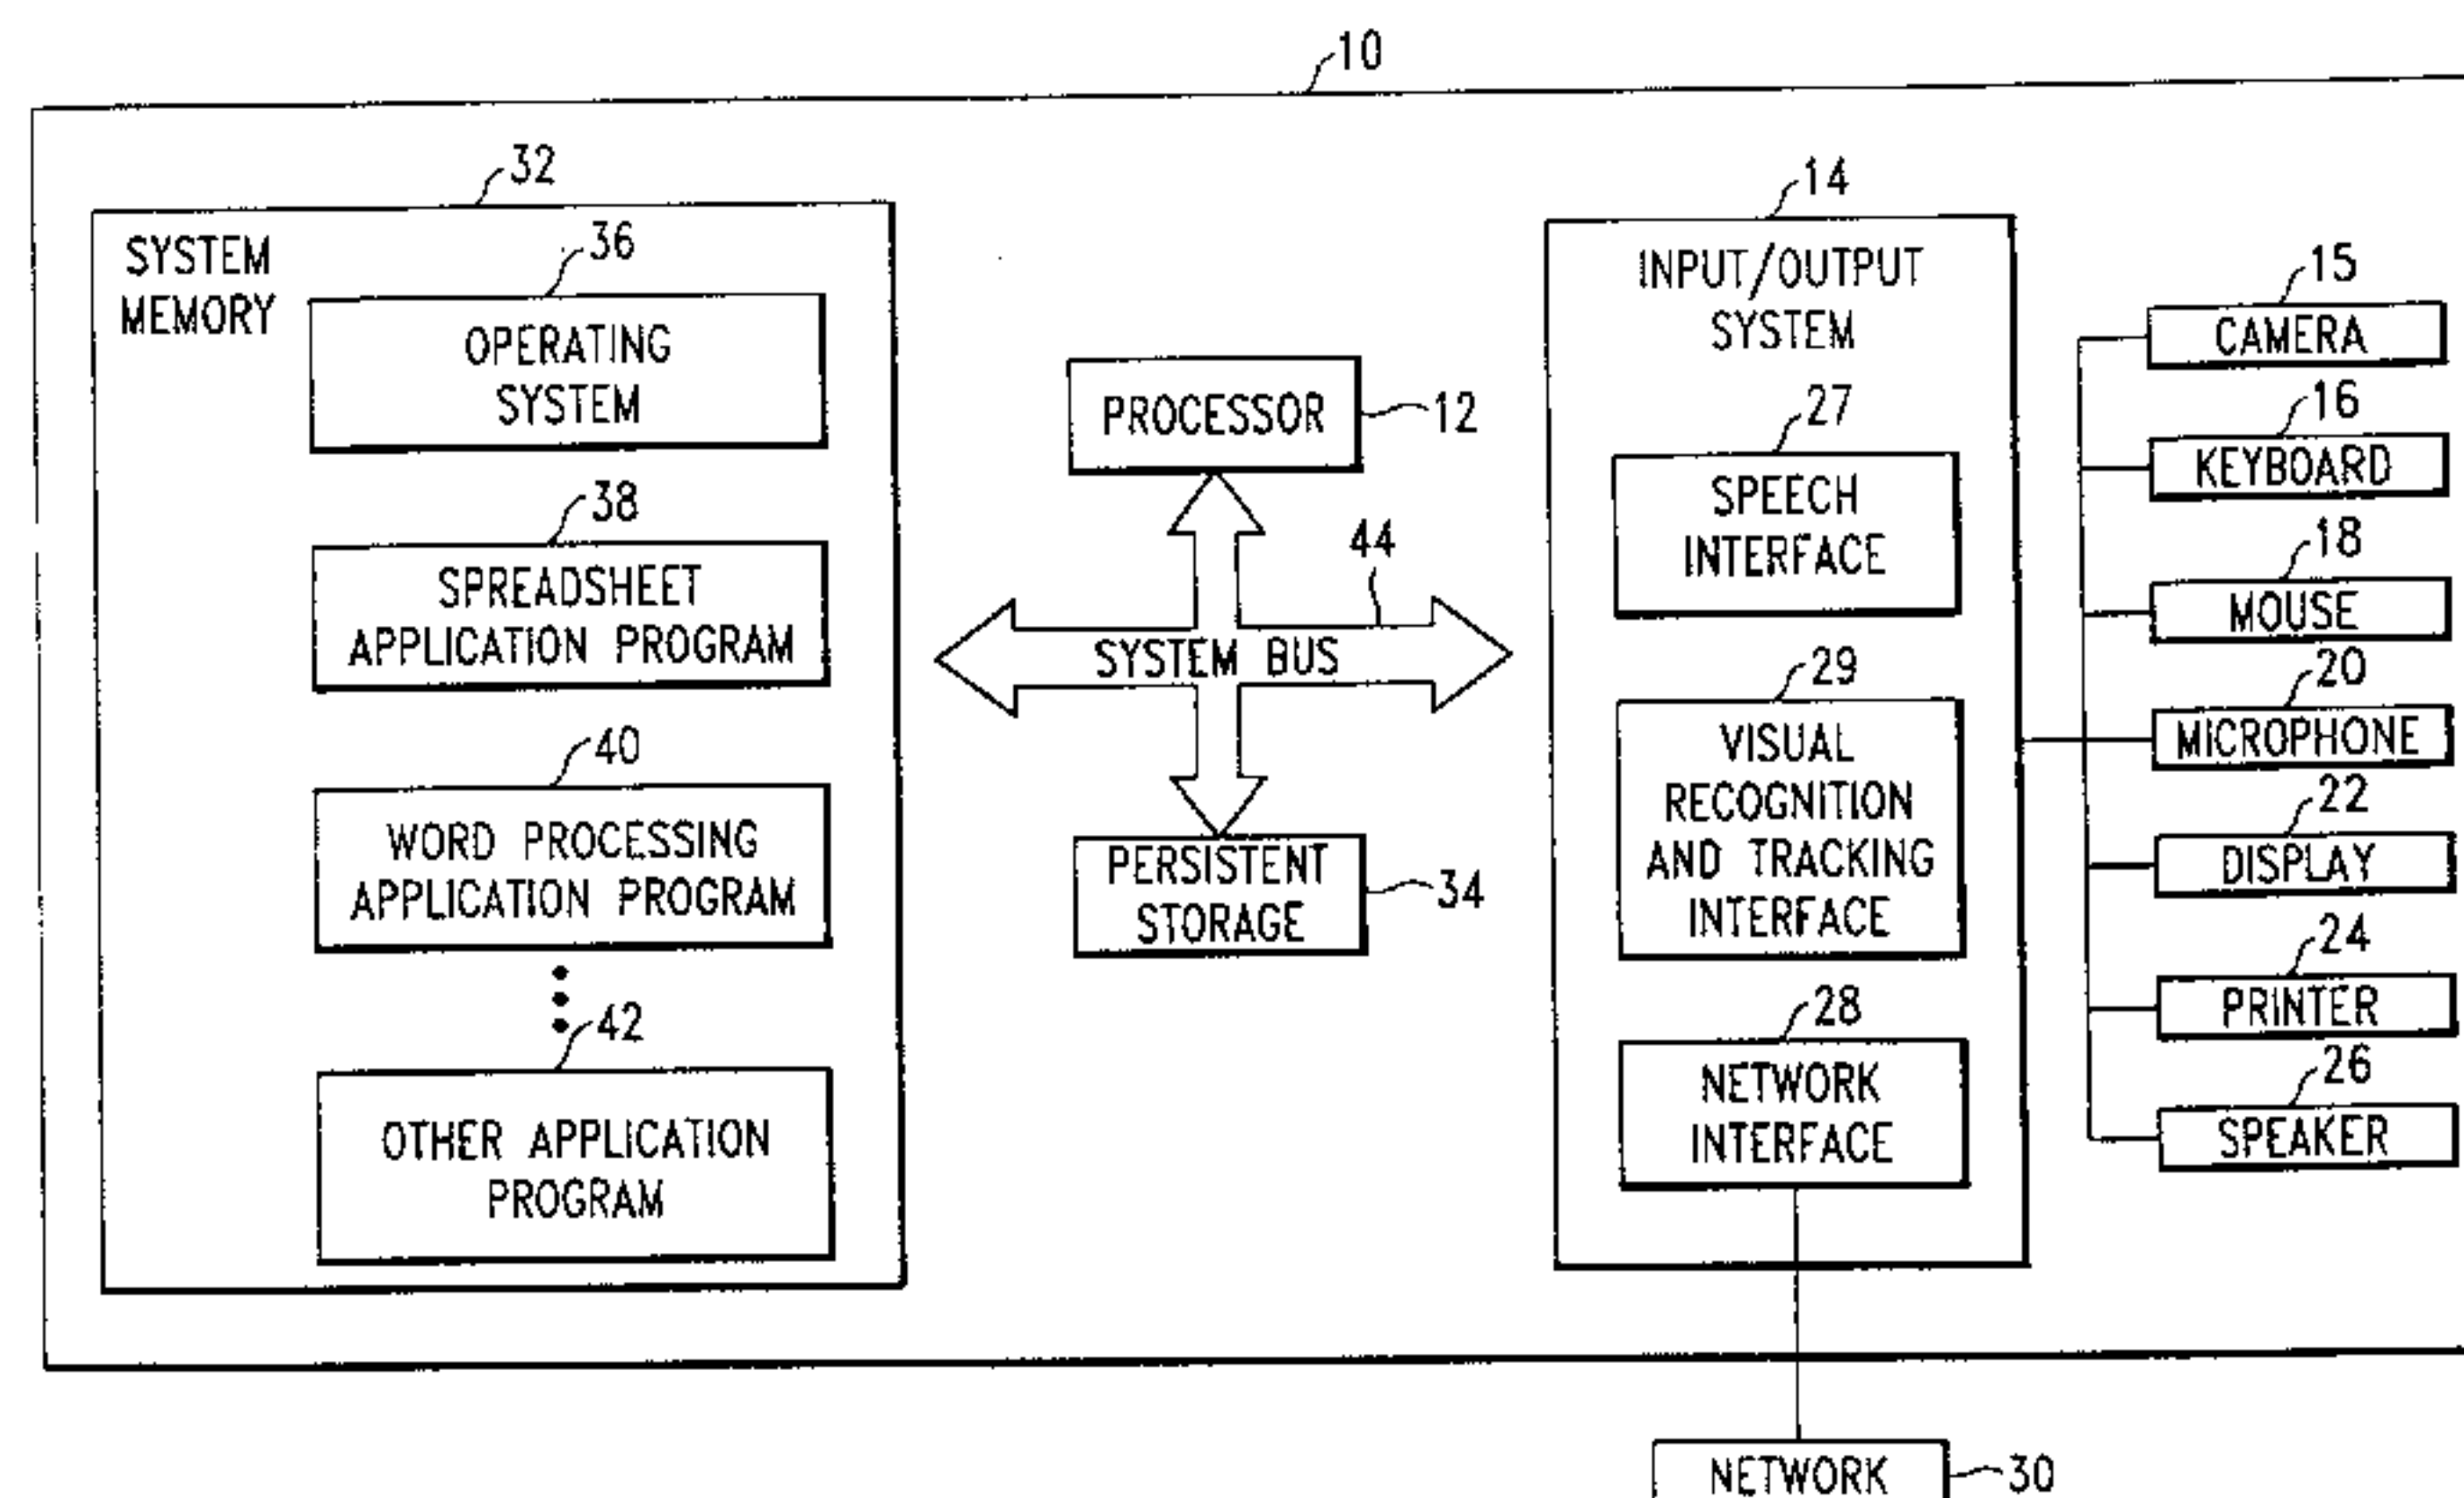 10
32
SYSTEM
MEMORY
36
OPERATING
SYSTEM
38
SPREADSHEET
APPLICATION PROGRAM
40
WORD PROCESSING
APPLICATION PROGRAM
42
OTHER APPLICATION
PROGRAM
PROCESSOR
12
44
SYSTEM BUS
PERSISTENT
STORAGE
34
14
INPUT/OUTPUT
SYSTEM
27
SPEECH
INTERFACE
29
VISUAL
RECOGNITION
AND TRACKING
INTERFACE
28
NETWORK
INTERFACE
15
CAMERA
16
KEYBOARD
18
MOUSE
20
MICROPHONE
22
DISPLAY
24
PRINTER
26
SPEAKER
NETWORK
30